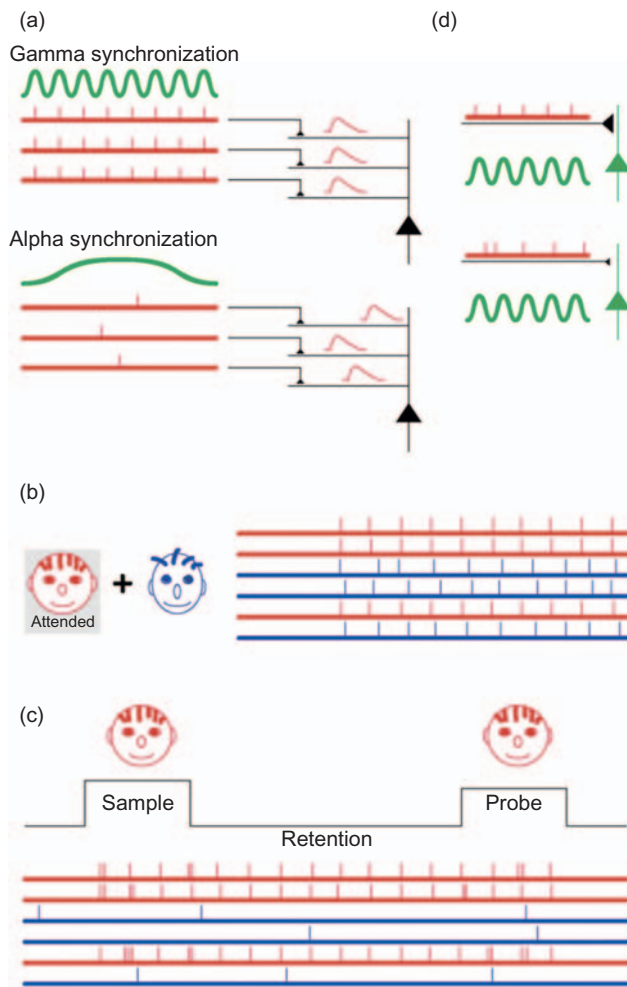 (a)
(d)
Gamma synchronization
Alpha synchronization
(b)
Attended
(c)
Sample
Probe
Retention